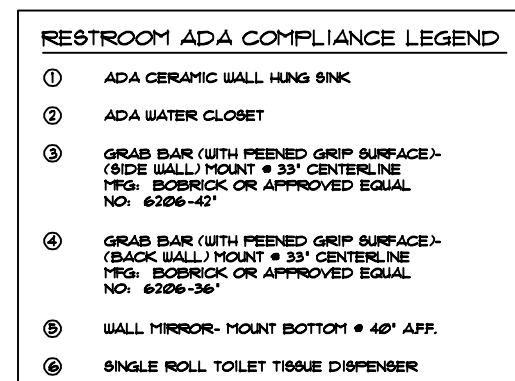 RESTROOM ADA COMPLIANCE LEGEND
1 ADA CERAMIC WALL HUNG SINK
2 ADA WATER CLOSET
3 GRAB BAR (WITH PEENED GRIP SURFACE)-
(SIDE WALL) MOUNT @ 33" CENTERLINE
MFG: BOBRICK OR APPROVED EQUAL
NO: 6206-42"
4 GRAB BAR (WITH PEENED GRIP SURFACE)-
(BACK WALL) MOUNT @ 33" CENTERLINE
MFG: BOBRICK OR APPROVED EQUAL
NO: 6206-36"
5 WALL MIRROR- MOUNT BOTTOM @ 40" AFF.
6 SINGLE ROLL TOILET TISSUE DISPENSER